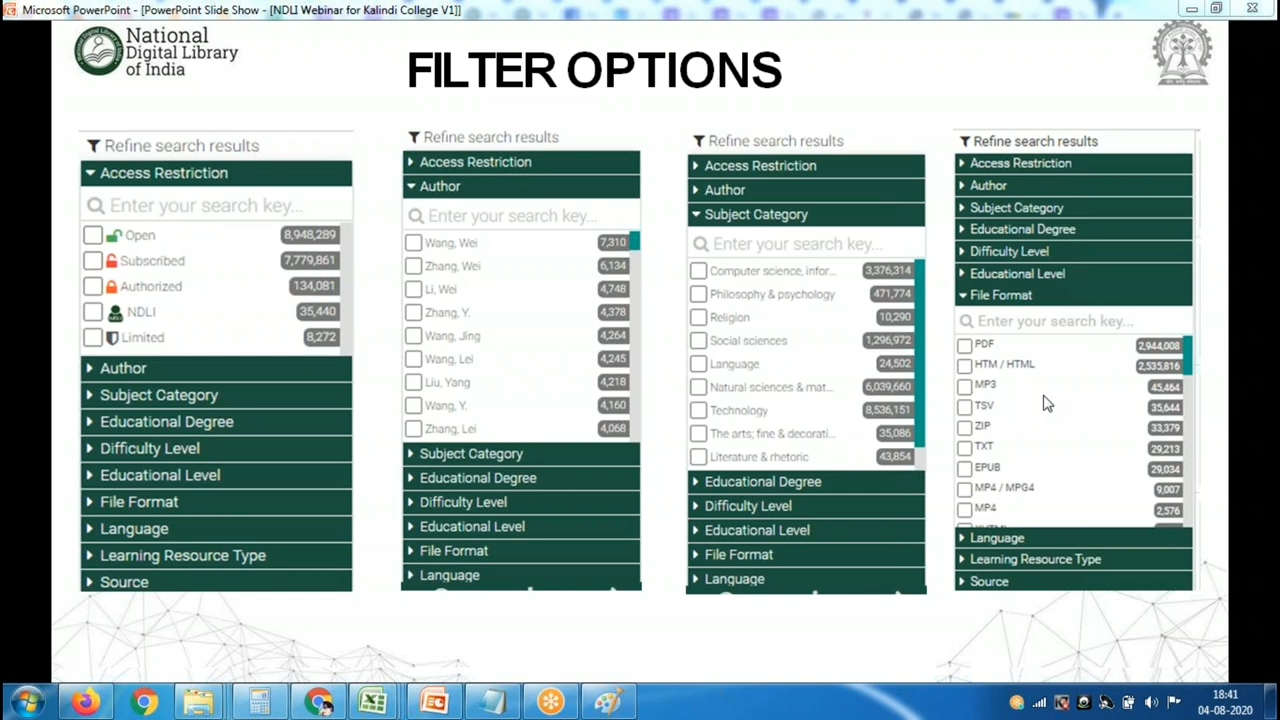 Microsoft PowerPoint - [PowerPoint Slide Show - [NDLI Webinar for Kalindi College V1]]
National
Digital Library
of India
FILTER OPTIONS
Refine search results
Access Restriction
Enter your search key...
Open 8,948,289
Subscribed 7,779,861
Authorized 134,081
NDLI 35,440
Limited 8,272
Author
Subject Category
Educational Degree
Difficulty Level
Educational Level
File Format
Language
Learning Resource Type
Source
Refine search results
Access Restriction
Author
Enter your search key...
Wang, Wei 7,310
Zhang, Wei 6,134
Li, Wei 4,748
Zhang, Y. 4,378
Wang, Jing 4,264
Wang, Lei 4,245
Liu, Yang 4,218
Wang, Y. 4,160
Zhang, Lei 4,068
Subject Category
Educational Degree
Difficulty Level
Educational Level
File Format
Language
Refine search results
Access Restriction
Author
Subject Category
Enter your search key...
Computer science, infor... 3,376,314
Philosophy & psychology 471,774
Religion 10,290
Social sciences 1,296,972
Language 24,502
Natural sciences & mat... 6,039,660
Technology 8,536,151
The arts; fine & decorati... 35,086
Literature & rhetoric 43,854
Educational Degree
Difficulty Level
Educational Level
File Format
Language
Refine search results
Access Restriction
Author
Subject Category
Educational Degree
Difficulty Level
Educational Level
File Format
Enter your search key...
PDF 2,944,008
HTM / HTML 2,535,816
MP3 45,464
TSV 35,644
ZIP 33,379
TXT 29,213
EPUB 29,034
MP4 / MPG4 9,007
MP4 2,576
Language
Learning Resource Type
Source
18:41
04-08-2020